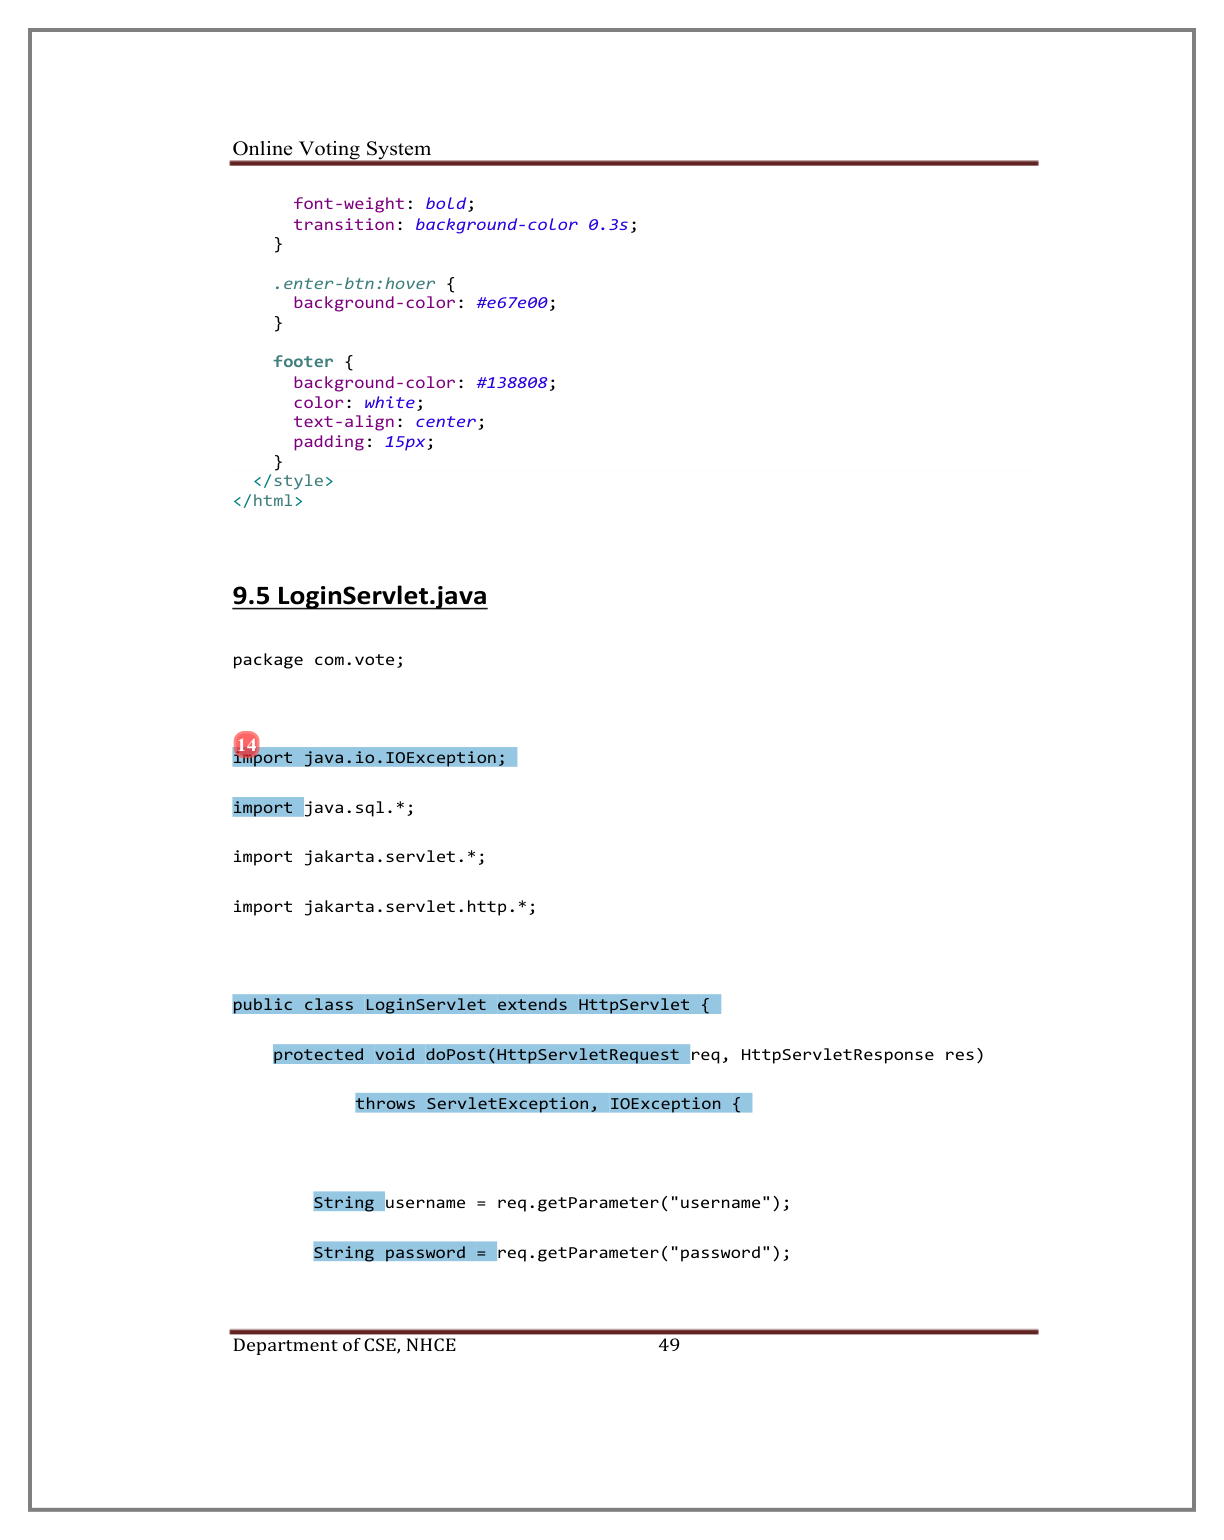 Online Voting System
font-weight: bold;
transition: background-color 0.3s;
}
.enter-btn:hover {
background-color: #e67e00;
}
footer {
background-color: #138808;
color: white;
text-align: center;
padding: 15px;
}
</style>
</html>
9.5 LoginServlet.java
package com.vote;
14
import java.io.IOException;
import java.sql.*;
import jakarta.servlet.*;
import jakarta.servlet.http.*;
public class LoginServlet extends HttpServlet {
protected void doPost(HttpServletRequest req, HttpServletResponse res)
throws ServletException, IOException {
String username = req.getParameter("username");
String password = req.getParameter("password");
Department of CSE, NHCE 49